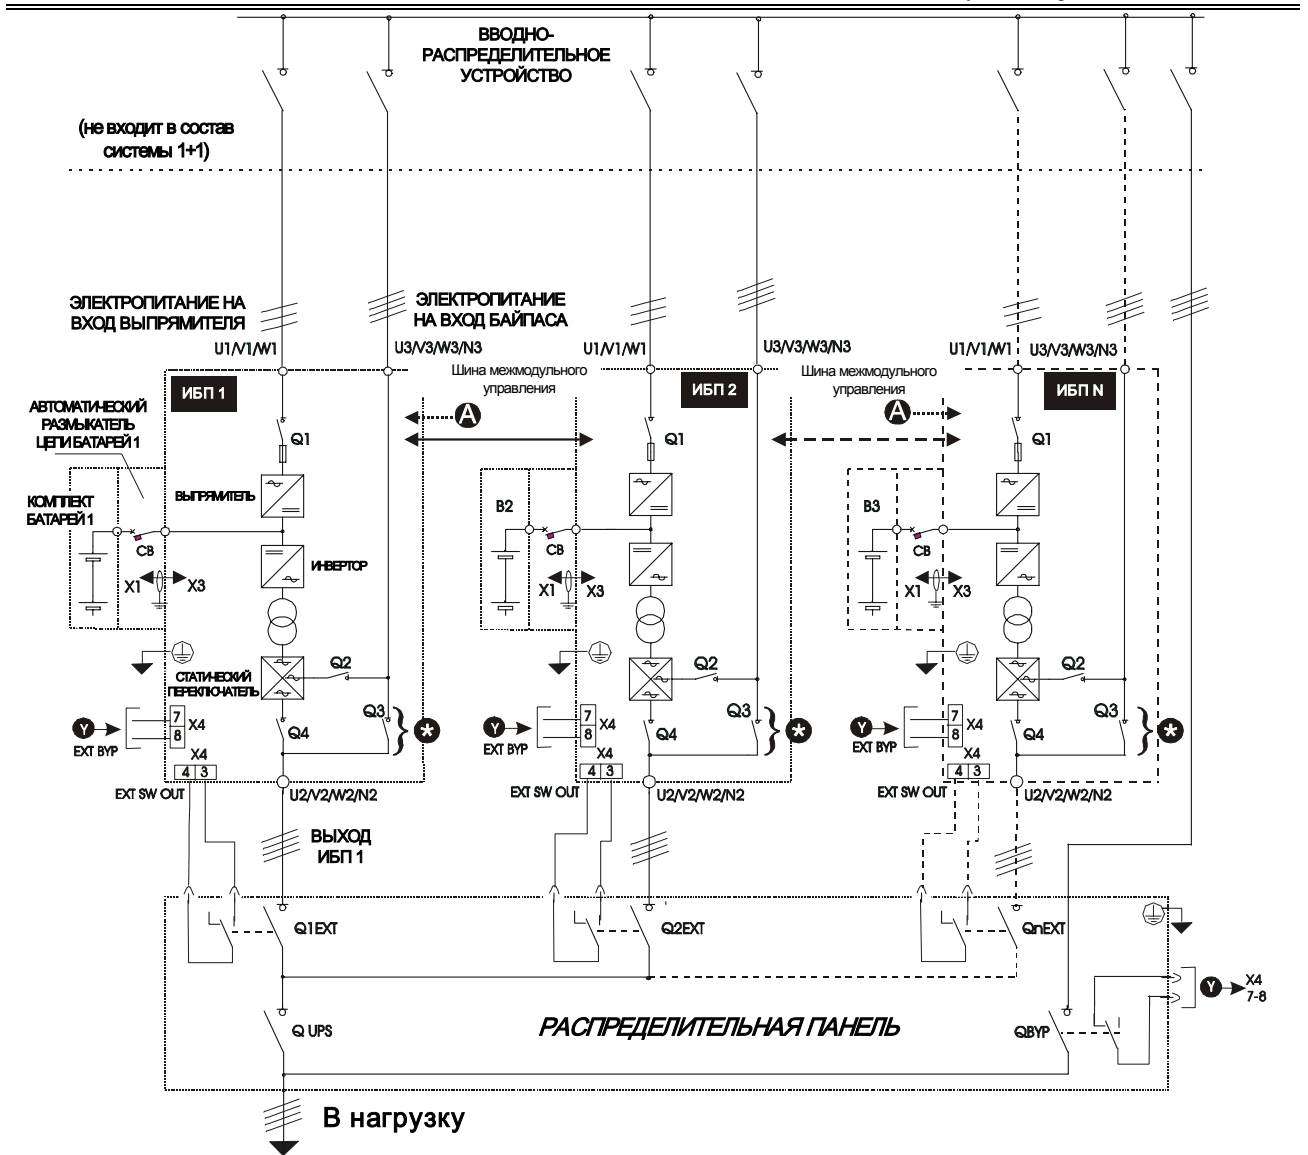 ВВОДНО-
РАСПРЕДЕЛИТЕЛЬНОЕ
УСТРОЙСТВО
(не входит в состав
системы 1+1)
ЭЛЕКТРОПИТАНИЕ НА
ВХОД ВЫПРЯМИТЕЛЯ
ЭЛЕКТРОПИТАНИЕ
НА ВХОД БАЙПАСА
U1/V1/W1
U3/V3/W3/N3
U1/V1/W1
U3/V3/W3/N3
U1/V1/W1
U3/V3/W3/N3
Шина межмодульного
управления
Шина межмодульного
управления
ИБП 1
ИБП 2
ИБП N
A
A
АВТОМАТИЧЕСКИЙ
РАЗМЫКАТЕЛЬ
ЦЕПИ БАТАРЕЙ 1
Q1
Q1
Q1
КОМПЛЕКТ
БАТАРЕЙ 1
ВЫПРЯМИТЕЛЬ
B2
B3
CB
CB
CB
ИНВЕРТОР
X1
X3
X1
X3
X1
X3
СТАТИЧЕСКИЙ
ПЕРЕКЛЮЧАТЕЛЬ
Q2
Q2
Q2
Q3
Q3
Q3
Y
EXT BYP
7
8
X4
Q4
*
Y
EXT BYP
7
8
X4
Q4
*
Y
EXT BYP
7
8
X4
Q4
*
X4
4 3
X4
4 3
X4
4 3
EXT SW OUT
U2/V2/W2/N2
EXT SW OUT
U2/V2/W2/N2
EXT SW OUT
U2/V2/W2/N2
ВЫХОД
ИБП 1
Q1EXT
Q2EXT
QnEXT
Y
X4
7-8
Q UPS
РАСПРЕДЕЛИТЕЛЬНАЯ ПАНЕЛЬ
QBYP
В нагрузку